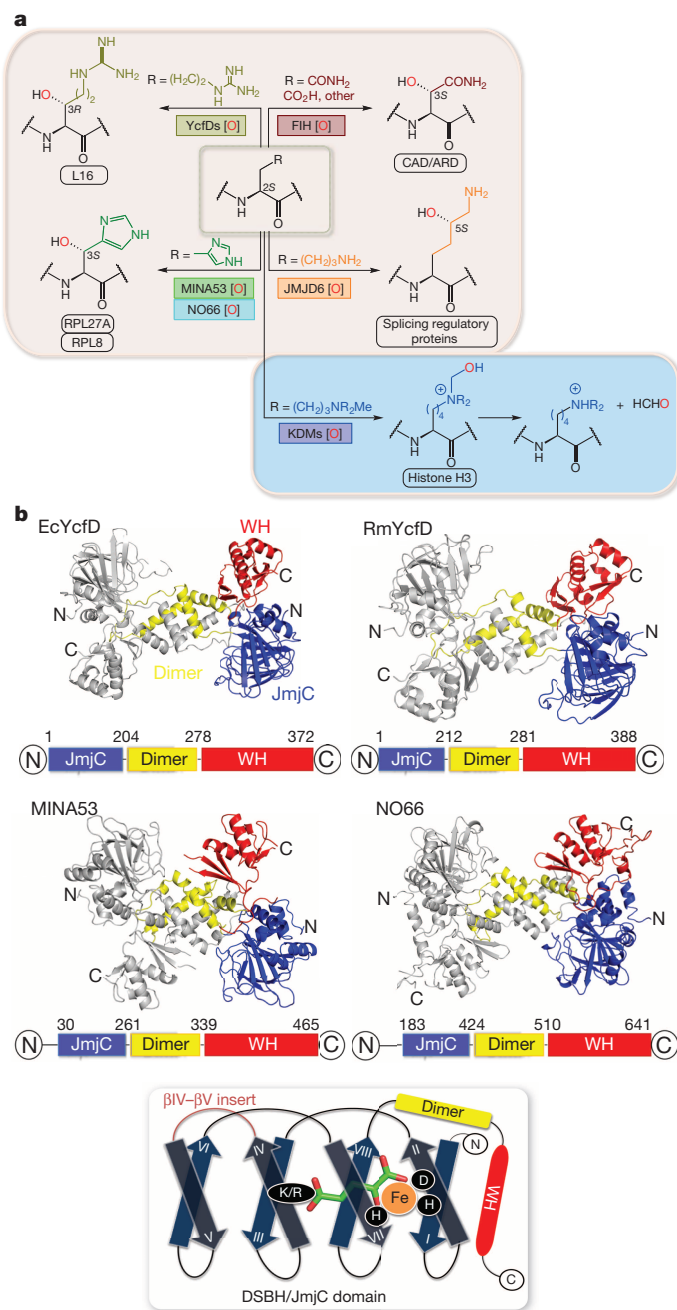 a
R = (H₂C)₂
NH
N
H
NH₂
R = CONH₂
CO₂H, other
YcfDs [O]
FIH [O]
NH
NH
NH₂
HO
)₂
3R
N
H
O
L16
R
2S
N
H
O
HO
CONH₂
3S
N
H
O
CAD/ARD
HO
N
NH
3S
N
H
O
RPL27A
RPL8
R =
N
NH
MINA53 [O]
NO66 [O]
R = (CH₂)₃NH₂
JMJD6 [O]
NH₂
HO
5S
N
H
O
Splicing regulatory
proteins
R = (CH₂)₃NR₂Me
KDMs [O]
OH
+
NR₂
(
)₄
N
H
O
Histone H3
+
NHR₂
(
)₄
N
H
O
+ HCHO
b
EcYcfD
WH
C
N
N
C
Dimer
JmjC
1 204 278 372
N JmjC Dimer WH C
RmYcfD
C
N
N
C
1 212 281 388
N JmjC Dimer WH C
MINA53
C
N
N
C
30 261 339 465
N JmjC Dimer WH C
NO66
C
N
N
C
183 424 510 641
N JmjC Dimer WH C
βIV–βV insert
Dimer
VI IV VIII II N
K/R D
Fe H
H
WH
V III VII I
C
DSBH/JmjC domain